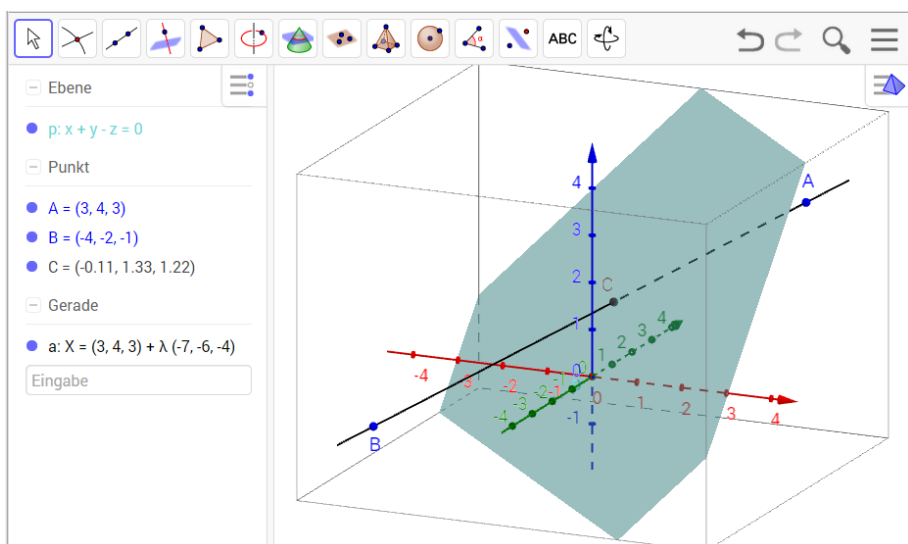 ABC
Ebene
p: x + y - z = 0
Punkt
A = (3, 4, 3)
B = (-4, -2, -1)
C = (-0.11, 1.33, 1.22)
Gerade
a: X = (3, 4, 3) + λ (-7, -6, -4)
Eingabe
4
A
3
2
C
4
3
1
2
1
0
0
-4
3
-2
-1
-1
-2
-3
-4
0
1
2
3
4
-1
B